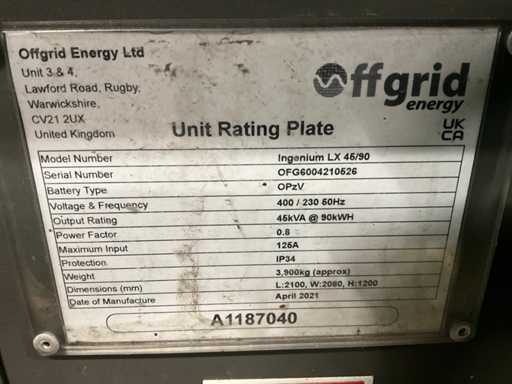 Offgrid Energy Ltd
Unit 3 & 4,
Lawford Road, Rugby,
Warwickshire,
CV21 2UX
United Kingdom
Offgrid
energy
UK
CA
Unit Rating Plate
Model Number Ingenium LX 45/90
Serial Number OFG6004210526
Battery Type OPzV
Voltage & Frequency 400 / 230 50Hz
Output Rating 45kVA @ 90kWH
Power Factor 0.8
Maximum Input 125A
Protection IP34
Weight 3,900kg (approx)
Dimensions (mm) L:2100, W:2080, H:1200
Date of Manufacture April 2021
A1187040